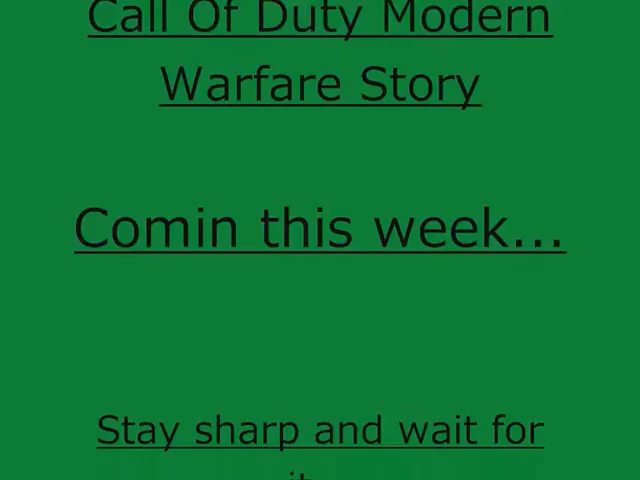 Call Of Duty Modern
Warfare Story
Comin this week...
Stay sharp and wait for